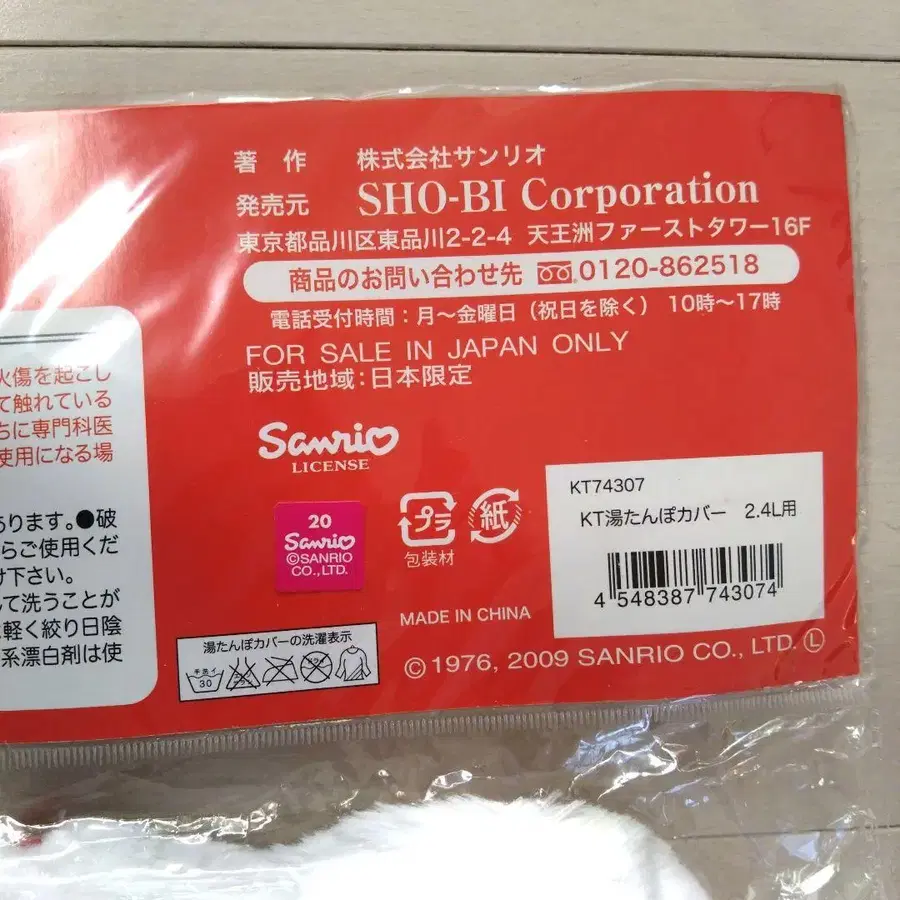 著作 株式会社サンリオ
発売元 SHO-BI Corporation
東京都品川区東品川2-2-4 天王洲ファーストタワー16F
商品のお問い合わせ先 0120-862518
電話受付時間：月～金曜日（祝日を除く） 10時～17時
FOR SALE IN JAPAN ONLY
販売地域：日本限定
Sanrio
LICENSE
20
Sanrio
©SANRIO
CO.,LTD.
プラ
包装材
紙
KT74307
KT湯たんぽカバー 2.4L用
4 548387 743074
MADE IN CHINA
©1976, 2009 SANRIO CO., LTD. Ⓛ
湯たんぽカバーの洗濯表示
手洗イ
30
火傷を起こし
て触れている
ちに専門科医
使用になる場
あります。●破
らご使用くだ
け下さい。
して洗うことが
軽く絞り日陰
系漂白剤は使